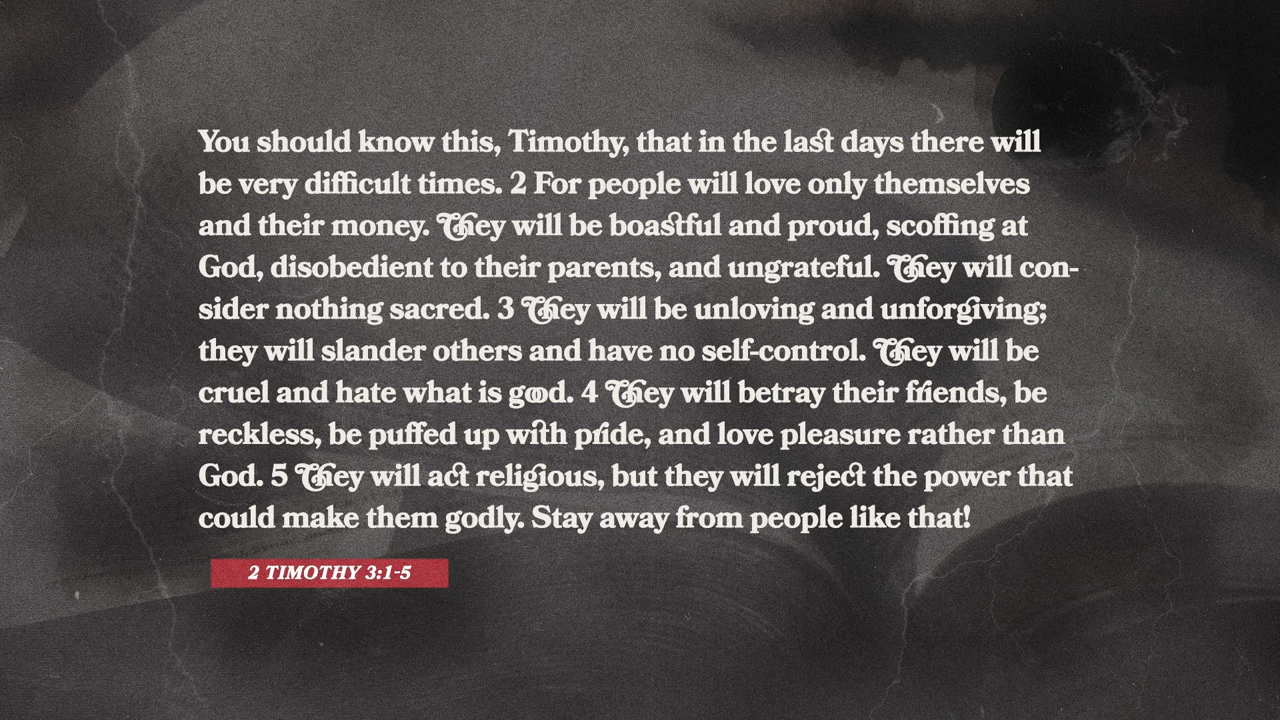 You should know this, Timothy, that in the last days there will
be very difficult times. 2 For people will love only themselves
and their money. They will be boastful and proud, scoffing at
God, disobedient to their parents, and ungrateful. They will con-
sider nothing sacred. 3 They will be unloving and unforgiving;
they will slander others and have no self-control. They will be
cruel and hate what is good. 4 They will betray their friends, be
reckless, be puffed up with pride, and love pleasure rather than
God. 5 They will act religious, but they will reject the power that
could make them godly. Stay away from people like that!
2 TIMOTHY 3:1-5